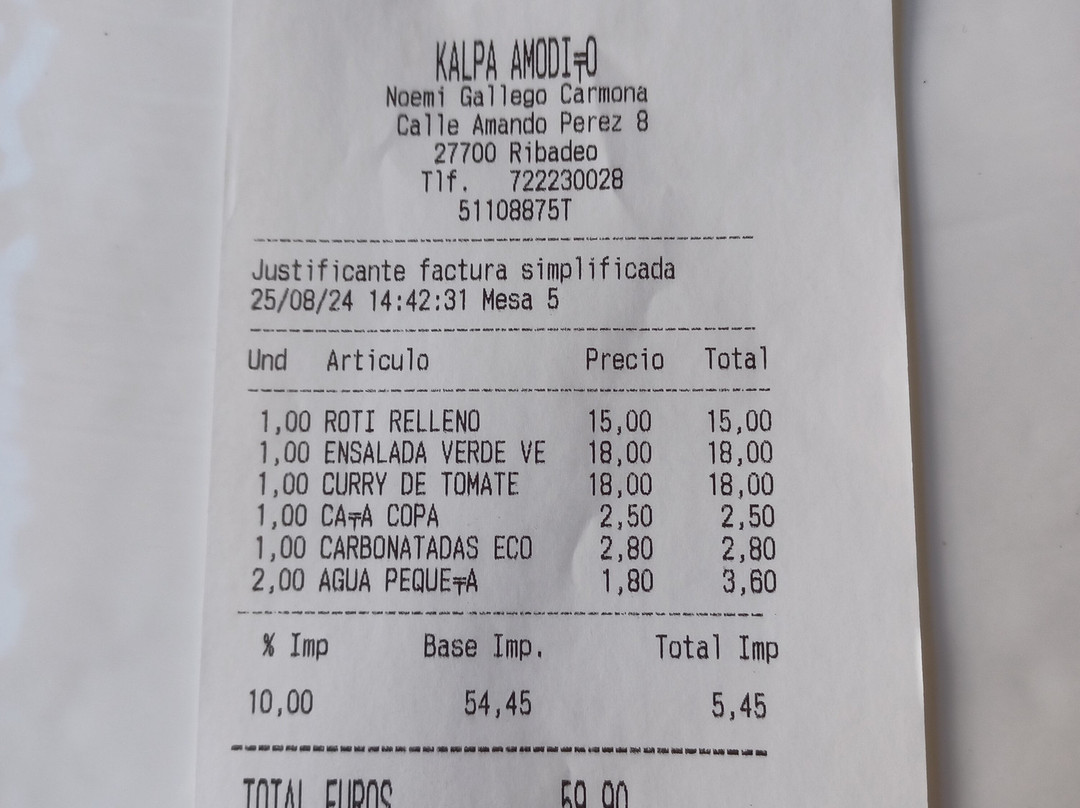 KALPA AMODI₸O
Noemi Gallego Carmona
Calle Amando Perez 8
27700 Ribadeo
Tlf. 722230028
51108875T
Justificante factura simplificada
25/08/24 14:42:31 Mesa 5
Und Articulo Precio Total
1,00 ROTI RELLENO 15,00 15,00
1,00 ENSALADA VERDE VE 18,00 18,00
1,00 CURRY DE TOMATE 18,00 18,00
1,00 CA₸A COPA 2,50 2,50
1,00 CARBONATADAS ECO 2,80 2,80
2,00 AGUA PEQUE₸A 1,80 3,60
% Imp Base Imp. Total Imp
10,00 54,45 5,45
TOTAL EUROS 59,90